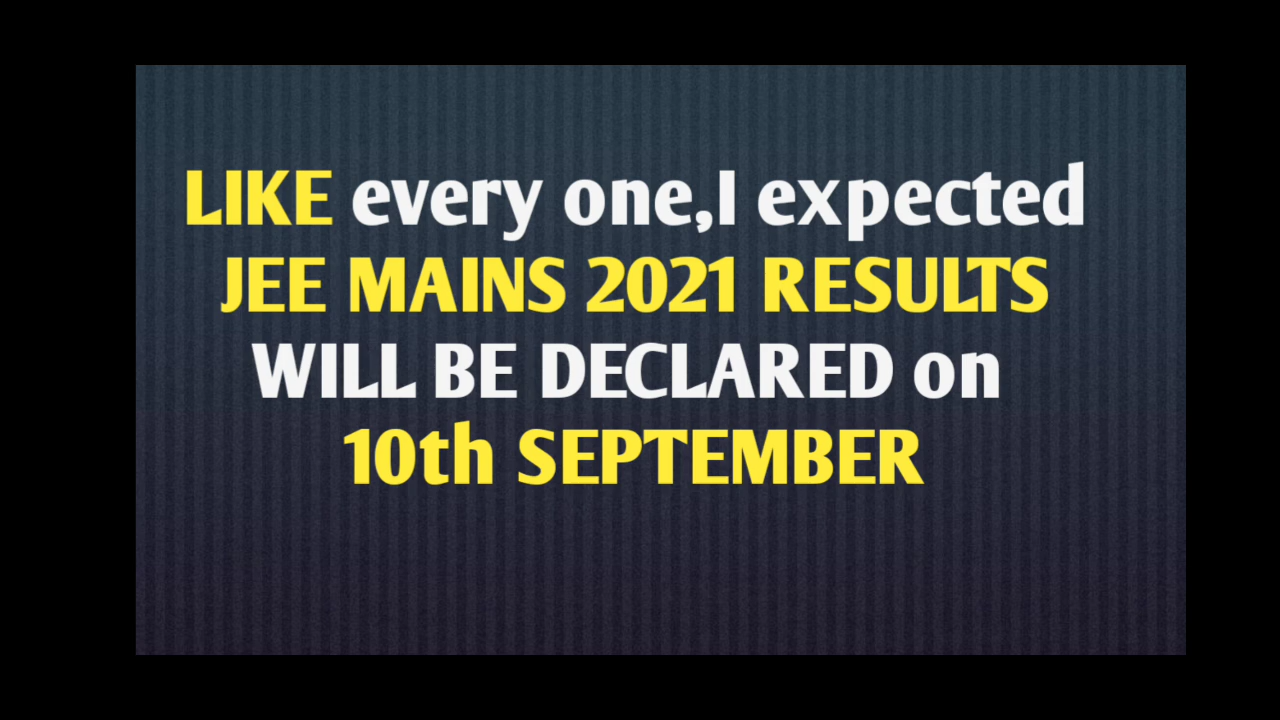 LIKE every one,I expected
JEE MAINS 2021 RESULTS
WILL BE DECLARED on
10th SEPTEMBER